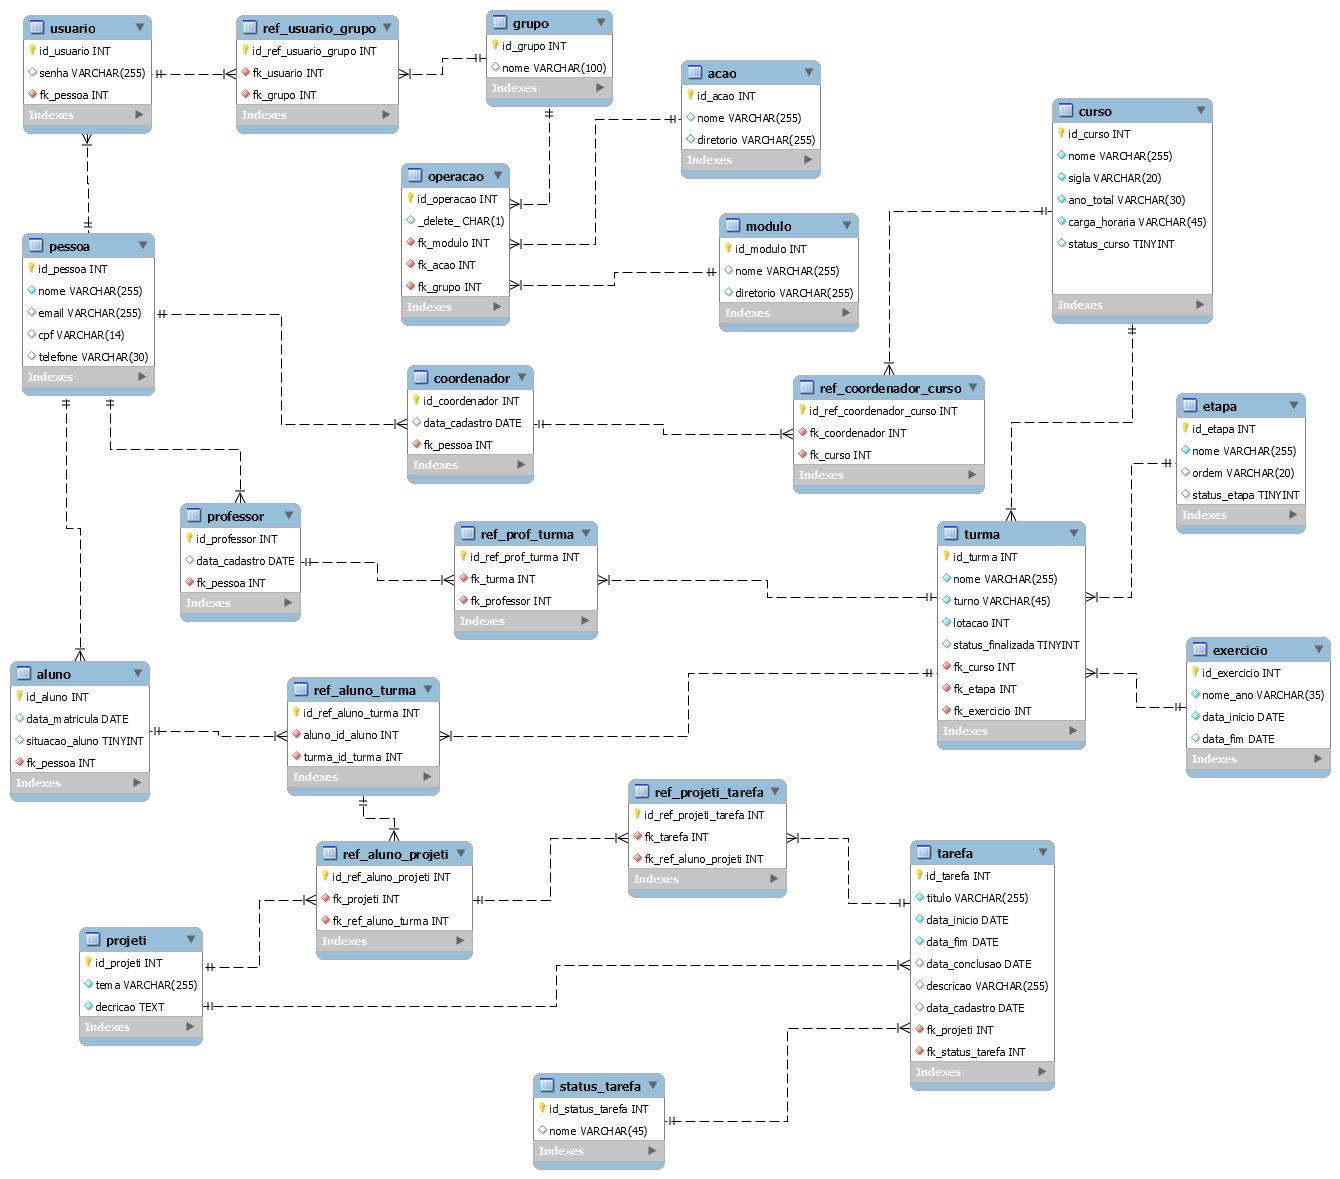 usuario
id_usuario INT
senha VARCHAR(255)
fk_pessoa INT
Indexes
ref_usuario_grupo
id_ref_usuario_grupo INT
fk_usuario INT
fk_grupo INT
Indexes
grupo
id_grupo INT
nome VARCHAR(100)
Indexes
acao
id_acao INT
nome VARCHAR(255)
diretorio VARCHAR(255)
Indexes
curso
id_curso INT
nome VARCHAR(255)
sigla VARCHAR(20)
ano_total VARCHAR(30)
carga_horaria VARCHAR(45)
status_curso TINYINT
Indexes
operacao
id_operacao INT
_delete_ CHAR(1)
fk_modulo INT
fk_acao INT
fk_grupo INT
Indexes
modulo
id_modulo INT
nome VARCHAR(255)
diretorio VARCHAR(255)
Indexes
pessoa
id_pessoa INT
nome VARCHAR(255)
email VARCHAR(255)
cpf VARCHAR(14)
telefone VARCHAR(30)
Indexes
coordenador
id_coordenador INT
data_cadastro DATE
fk_pessoa INT
Indexes
ref_coordenador_curso
id_ref_coordenador_curso INT
fk_coordenador INT
fk_curso INT
Indexes
etapa
id_etapa INT
nome VARCHAR(255)
ordem VARCHAR(20)
status_etapa TINYINT
Indexes
professor
id_professor INT
data_cadastro DATE
fk_pessoa INT
Indexes
ref_prof_turma
id_ref_prof_turma INT
fk_turma INT
fk_professor INT
Indexes
turma
id_turma INT
nome VARCHAR(255)
turno VARCHAR(45)
lotacao INT
status_finalizada TINYINT
fk_curso INT
fk_etapa INT
fk_exercicio INT
Indexes
exercicio
id_exercicio INT
nome_ano VARCHAR(35)
data_inicio DATE
data_fim DATE
Indexes
aluno
id_aluno INT
data_matricula DATE
situacao_aluno TINYINT
fk_pessoa INT
Indexes
ref_aluno_turma
id_ref_aluno_turma INT
aluno_id_aluno INT
turma_id_turma INT
Indexes
ref_projeti_tarefa
id_ref_projeti_tarefa INT
fk_tarefa INT
fk_ref_aluno_projeti INT
Indexes
ref_aluno_projeti
id_ref_aluno_projeti INT
fk_projeti INT
fk_ref_aluno_turma INT
Indexes
tarefa
id_tarefa INT
titulo VARCHAR(255)
data_inicio DATE
data_fim DATE
data_conclusao DATE
descricao VARCHAR(255)
data_cadastro DATE
fk_projeti INT
fk_status_tarefa INT
Indexes
projeti
id_projeti INT
tema VARCHAR(255)
decricao TEXT
Indexes
status_tarefa
id_status_tarefa INT
nome VARCHAR(45)
Indexes